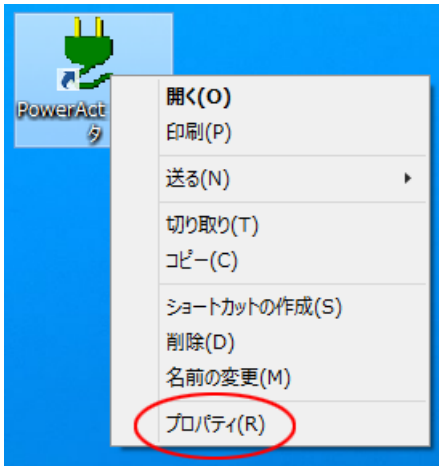 PowerAct
タ
開く(O)
印刷(P)
送る(N)
切り取り(T)
コピー(C)
ショートカットの作成(S)
削除(D)
名前の変更(M)
プロパティ(R)